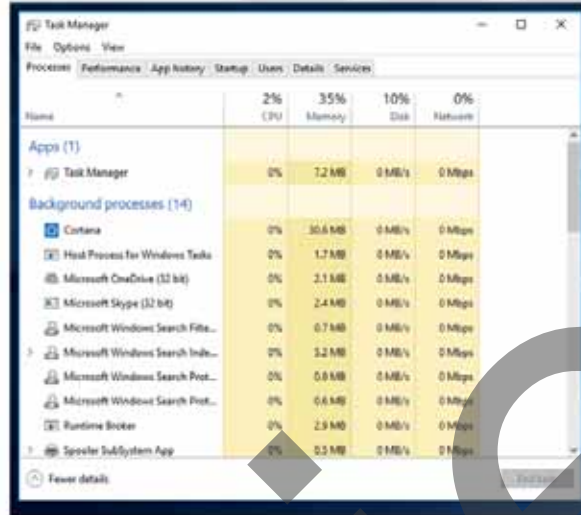 Task Manager
File Options View
Processes Performance App history Startup Users Details Services
2% 35% 10% 0%
Name CPU Memory Disk Network
Apps (1)
Task Manager 0% 7.2 MB 0 MB/s 0 Mbps
Background processes (14)
Cortana 0% 30.6 MB 0 MB/s 0 Mbps
Host Process for Windows Tasks 0% 1.7 MB 0 MB/s 0 Mbps
Microsoft OneDrive (32 bit) 0% 2.1 MB 0 MB/s 0 Mbps
Microsoft Skype (32 bit) 0% 2.4 MB 0 MB/s 0 Mbps
Microsoft Windows Search Filte... 0% 0.7 MB 0 MB/s 0 Mbps
Microsoft Windows Search Inde... 0% 5.2 MB 0 MB/s 0 Mbps
Microsoft Windows Search Prot... 0% 0.8 MB 0 MB/s 0 Mbps
Microsoft Windows Search Prot... 0% 0.6 MB 0 MB/s 0 Mbps
Runtime Broker 0% 2.9 MB 0 MB/s 0 Mbps
Spooler SubSystem App 0% 0.5 MB 0 MB/s 0 Mbps
Fewer details
End task